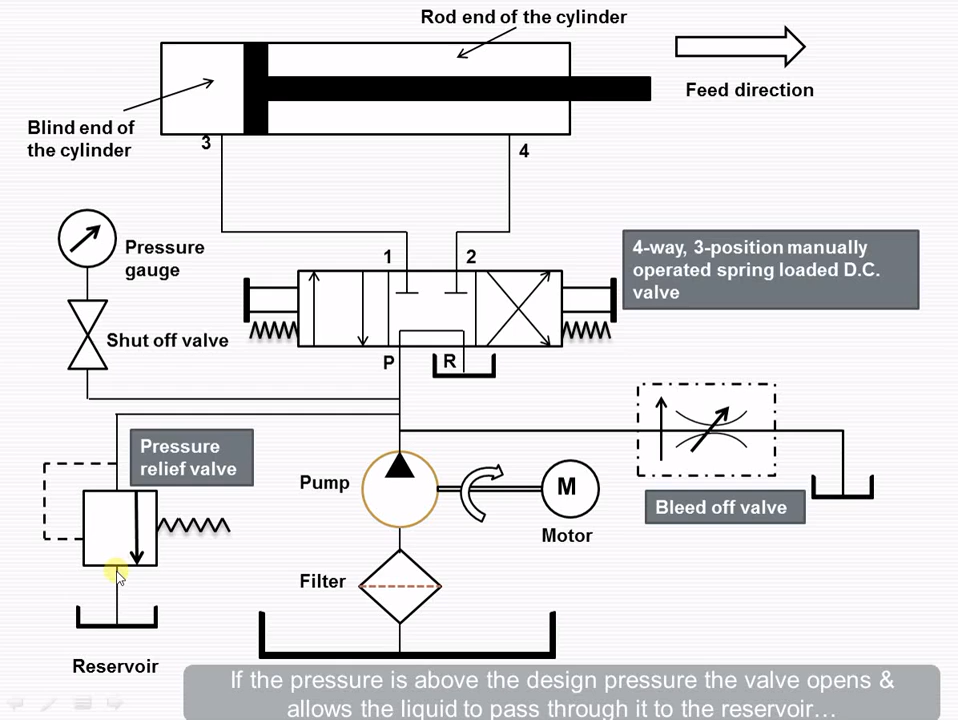 Rod end of the cylinder
Feed direction
Blind end of
the cylinder
3
4
Pressure
gauge
1
2
4-way, 3-position manually
operated spring loaded D.C.
valve
Shut off valve
P
R
Pressure
relief valve
Pump
M
Bleed off valve
Motor
Filter
Reservoir
If the pressure is above the design pressure the valve opens &
allows the liquid to pass through it to the reservoir…